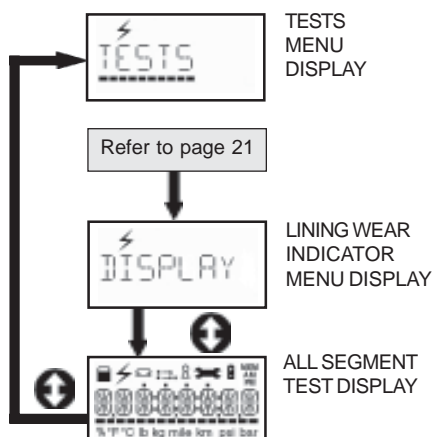 TESTS
TESTS
MENU
DISPLAY
Refer to page 21
DISPLAY
LINING WEAR
INDICATOR
MENU DISPLAY
ALL SEGMENT
TEST DISPLAY
% °F °C lb kg mile km psi bar